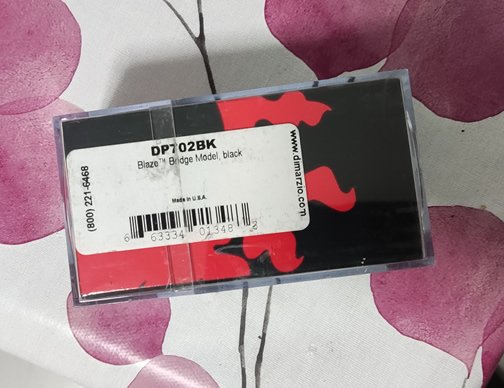 DP702BK
Blaze™ Bridge Model, black
Made in U.S.A.
6 63334 01348 2
(800) 221-6468
www.dimarzio.com